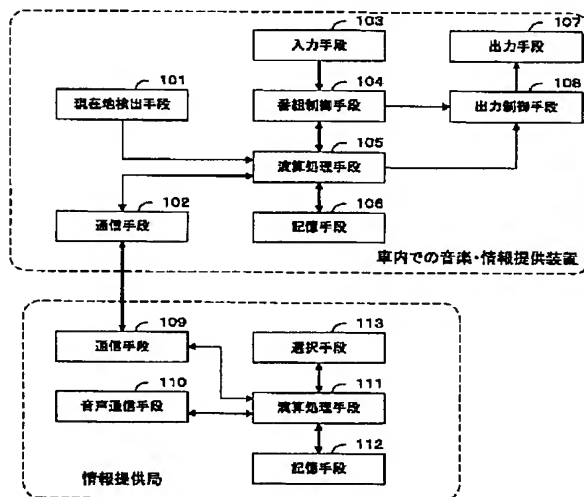 103
入力手段
107
出力手段
101
現在地検出手段
104
番組制御手段
108
出力制御手段
105
演算処理手段
102
通信手段
106
記憶手段
車内での音楽・情報提供装置
109
通信手段
113
選択手段
110
音声通信手段
111
演算処理手段
112
記憶手段
情報提供局